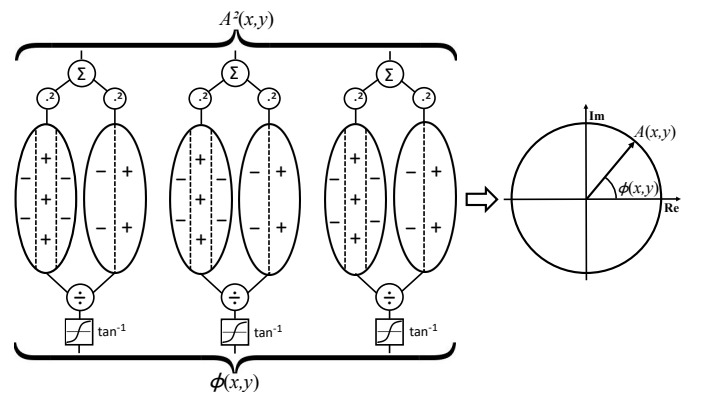 A²(x,y)
Σ Σ Σ
.² .² .² .² .² .²
+ + +
− − − + − − − + − − − +
+ + +
− − − + − − − + − − − +
+ + +
÷ ÷ ÷
tan⁻¹ tan⁻¹ tan⁻¹
ϕ(x,y)
Im
A(x,y)
ϕ(x,y)
Re